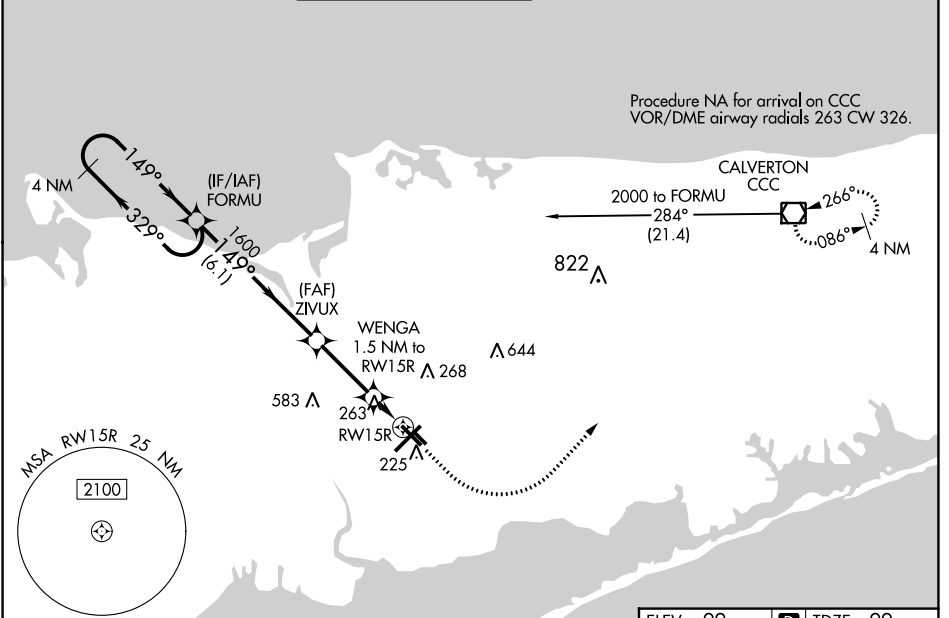 Procedure NA for arrival on CCC
VOR/DME airway radials 263 CW 326.
CALVERTON
CCC
2000 to FORMU
284°
(21.4)
266°
086°
4 NM
822
149°
4 NM
329°
(IF/IAF)
FORMU
1600
149°
(6.1)
(FAF)
ZIVUX
WENGA
1.5 NM to
RW15R
268
644
583
263
RW15R
225
MSA RW15R 25 NM
2100